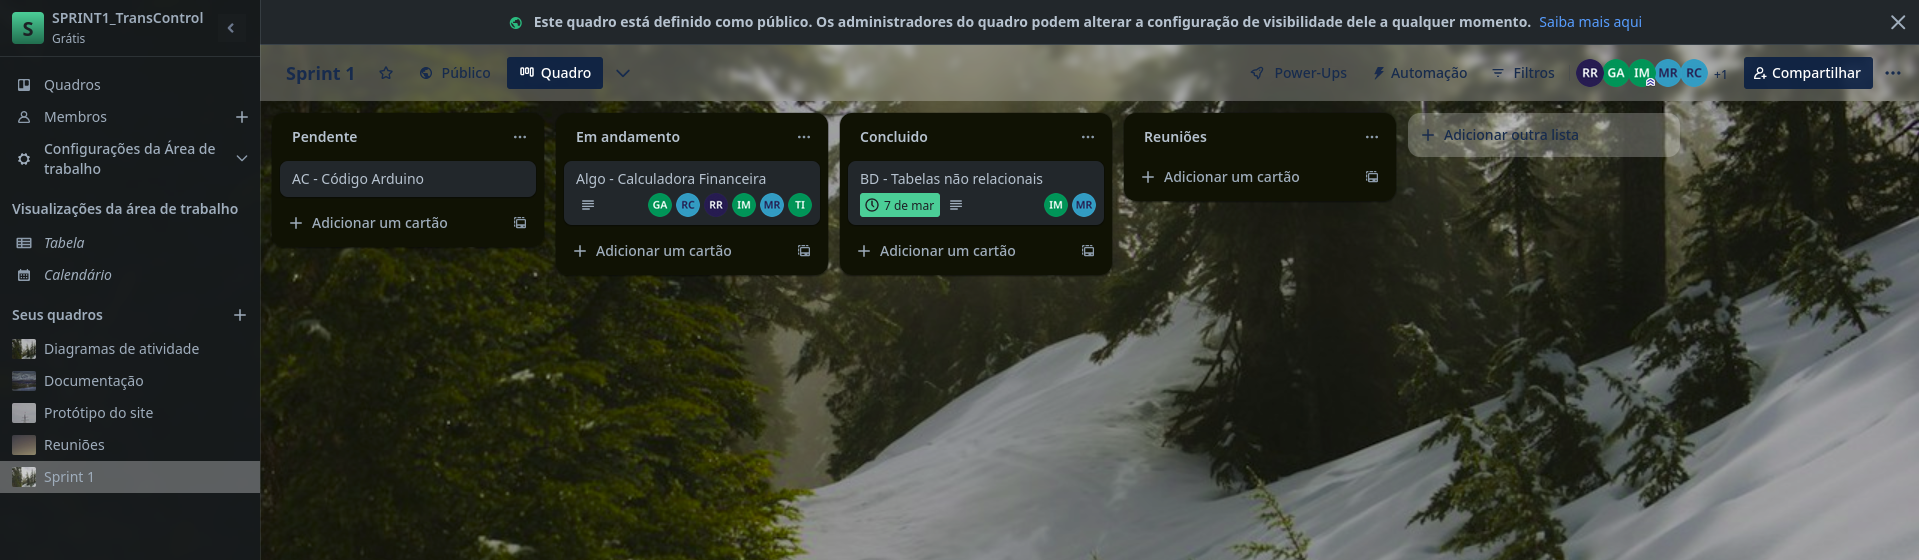 S
SPRINT1_TransControl
Grátis
Quadros
Membros
Configurações da Área de
trabalho
Visualizações da área de trabalho
Tabela
Calendário
Seus quadros
Diagramas de atividade
Documentação
Protótipo do site
Reuniões
Sprint 1
Este quadro está definido como público. Os administradores do quadro podem alterar a configuração de visibilidade dele a qualquer momento. Saiba mais aqui
Sprint 1 Público Quadro Power-Ups Automação Filtros RR GA IM MR RC +1 Compartilhar
Pendente
AC - Código Arduino
Adicionar um cartão
Em andamento
Algo - Calculadora Financeira
GA RC RR IM MR TI
Adicionar um cartão
Concluido
BD - Tabelas não relacionais
7 de mar IM MR
Adicionar um cartão
Reuniões
Adicionar um cartão
Adicionar outra lista